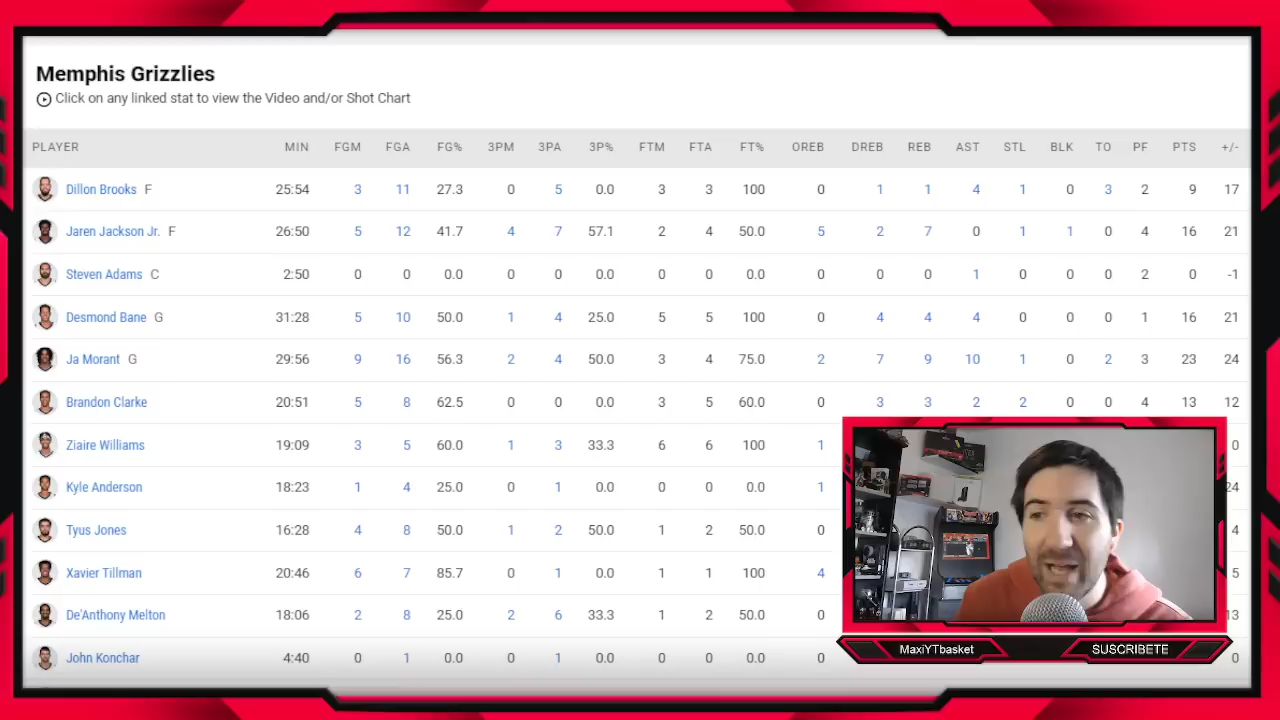 Memphis Grizzlies
Click on any linked stat to view the Video and/or Shot Chart
PLAYER MIN FGM FGA FG% 3PM 3PA 3P% FTM FTA FT% OREB DREB REB AST STL BLK TO PF PTS +/-
Dillon Brooks F 25:54 3 11 27.3 0 5 0.0 3 3 100 0 1 1 4 1 0 3 2 9 17
Jaren Jackson Jr. F 26:50 5 12 41.7 4 7 57.1 2 4 50.0 5 2 7 0 1 1 0 4 16 21
Steven Adams C 2:50 0 0 0.0 0 0 0.0 0 0 0.0 0 0 0 1 0 0 0 2 0 -1
Desmond Bane G 31:28 5 10 50.0 1 4 25.0 5 5 100 0 4 4 4 0 0 0 1 16 21
Ja Morant G 29:56 9 16 56.3 2 4 50.0 3 4 75.0 2 7 9 10 1 0 2 3 23 24
Brandon Clarke 20:51 5 8 62.5 0 0 0.0 3 5 60.0 0 3 3 2 2 0 0 4 13 12
Ziaire Williams 19:09 3 5 60.0 1 3 33.3 6 6 100 1 0
Kyle Anderson 18:23 1 4 25.0 0 1 0.0 0 0 0.0 1 24
Tyus Jones 16:28 4 8 50.0 1 2 50.0 1 2 50.0 0 4
Xavier Tillman 20:46 6 7 85.7 0 1 0.0 1 1 100 4 5
De'Anthony Melton 18:06 2 8 25.0 2 6 33.3 1 2 50.0 0 13
John Konchar 4:40 0 1 0.0 0 1 0.0 0 0 0.0 0 0
MaxiYTbasket
SUSCRIBETE